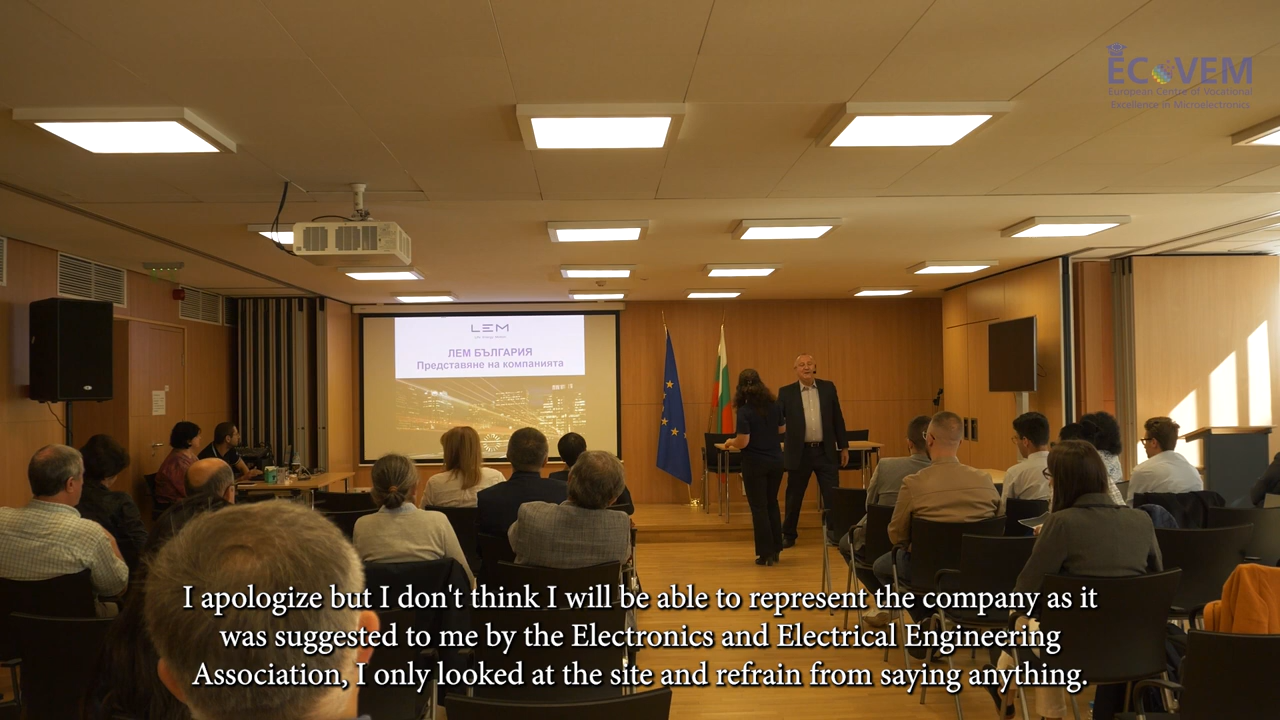 ECOVEM
European Centre of Vocational
Excellence in Microelectronics
LEM
ЛЕМ БЪЛГАРИЯ
Представяне на компанията
I apologize but I don't think I will be able to represent the company as it
was suggested to me by the Electronics and Electrical Engineering
Association, I only looked at the site and refrain from saying anything.